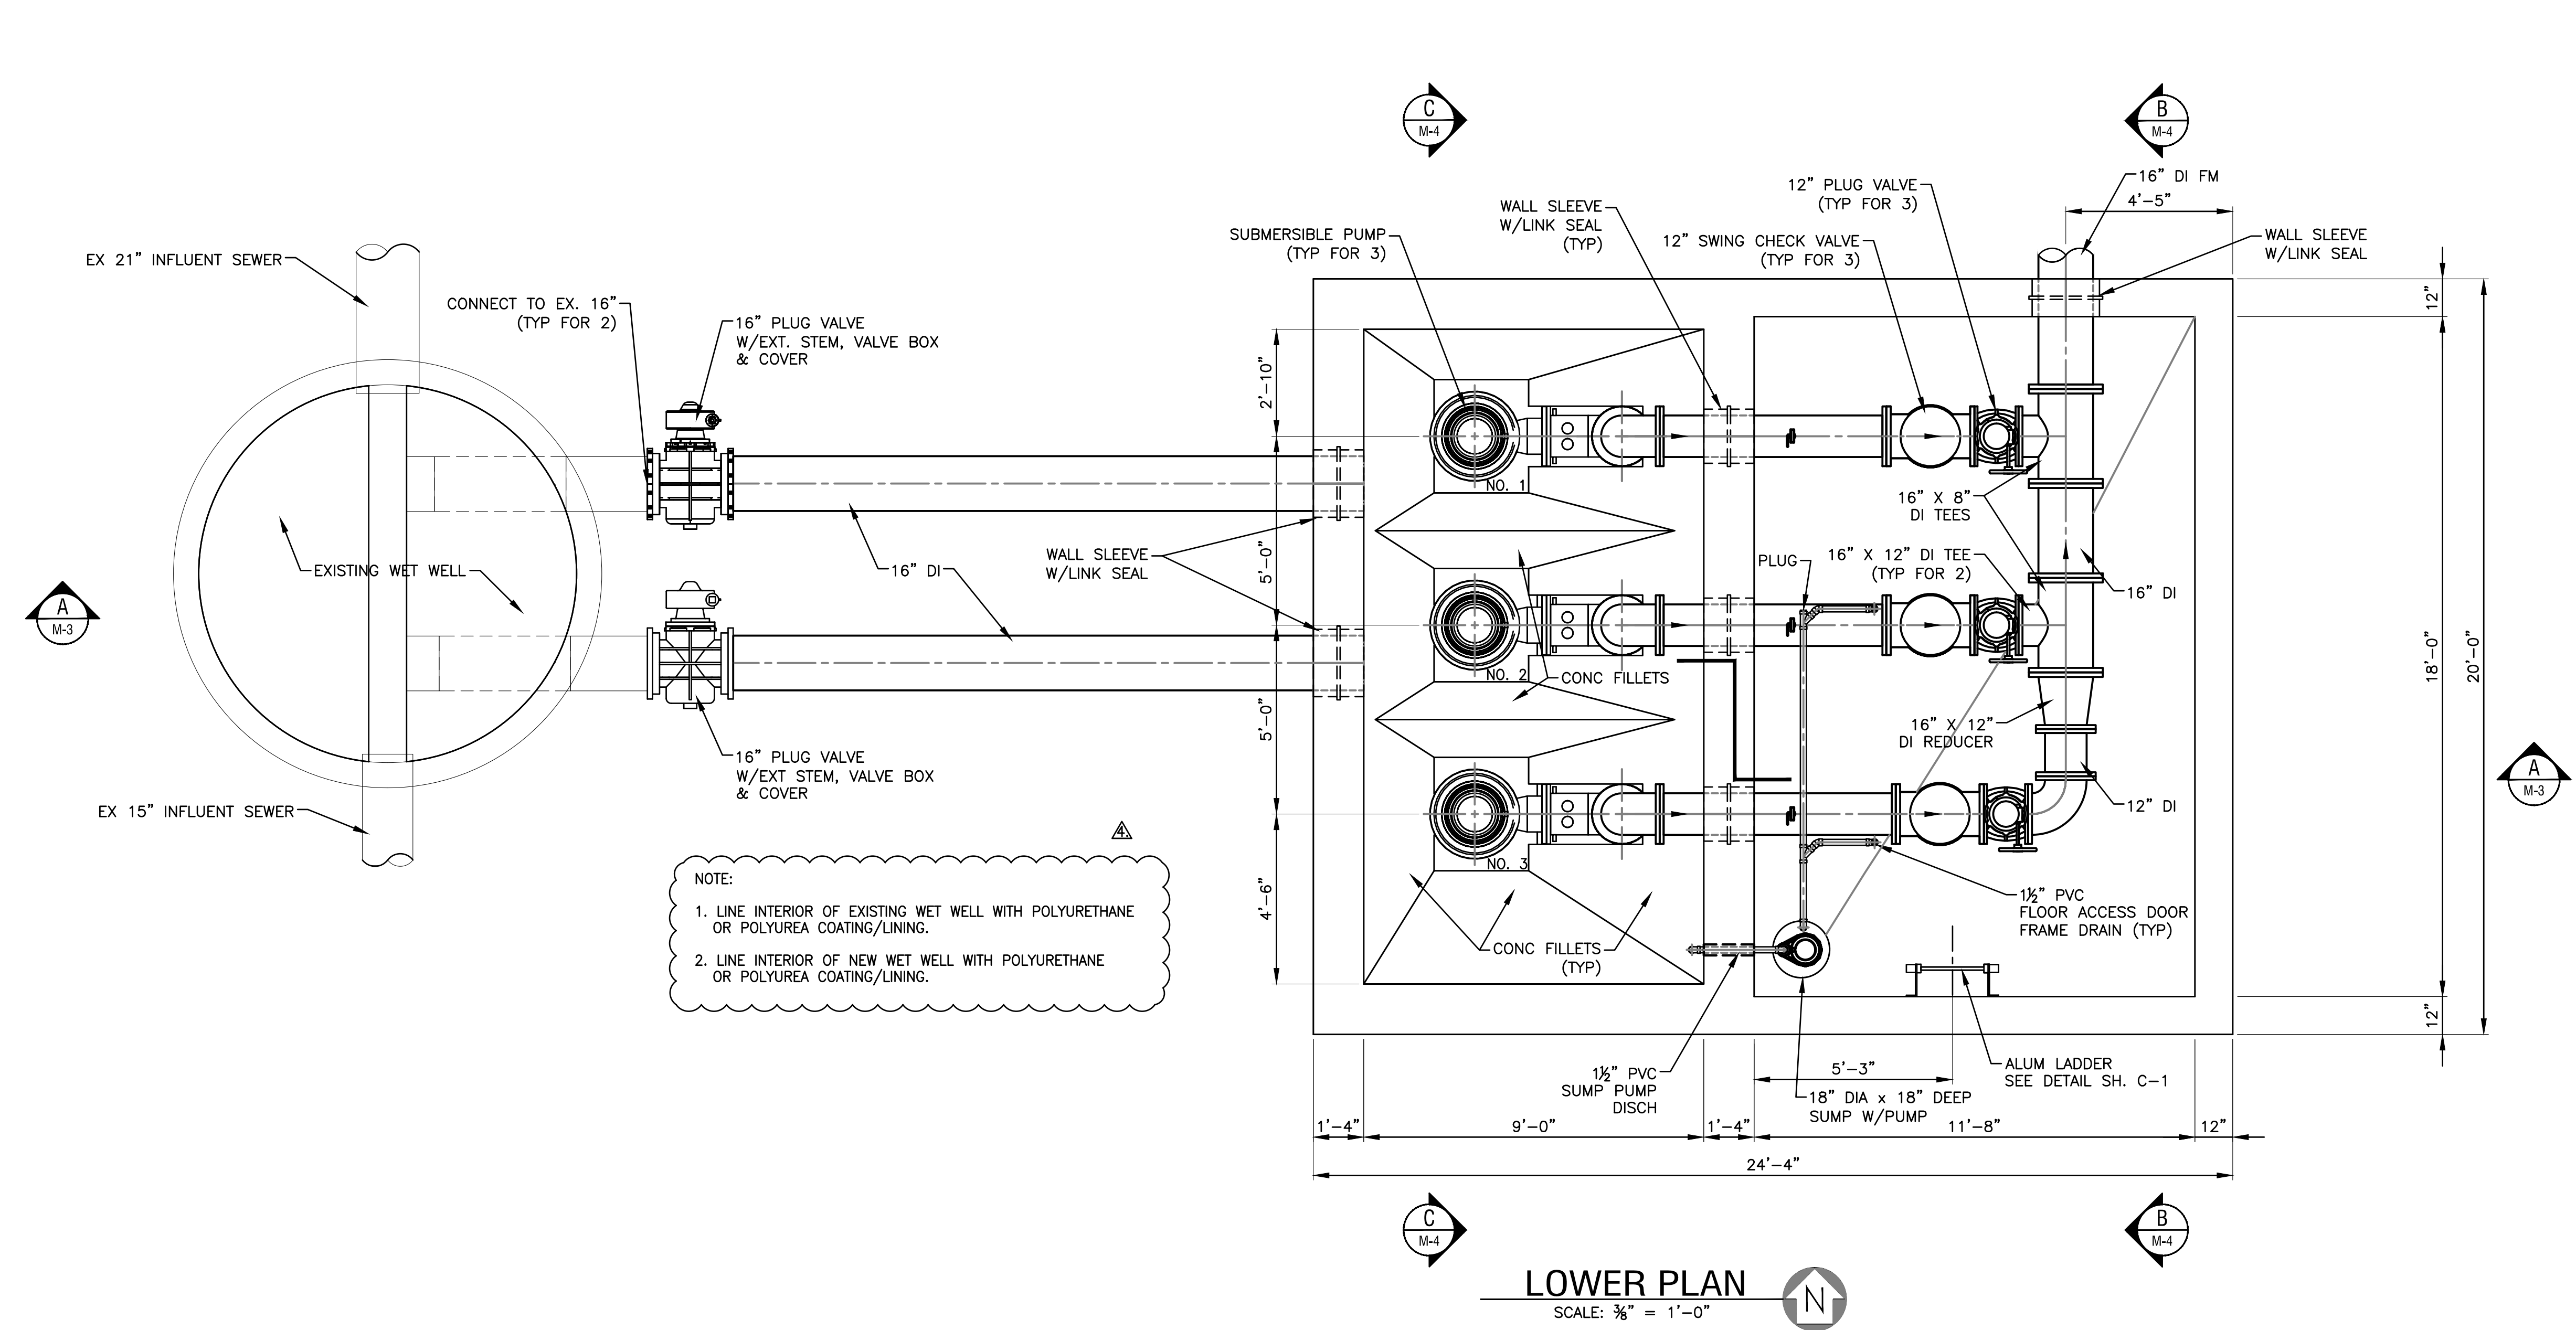 C
M-4
B
M-4
16” DI FM
4'-5"
12” PLUG VALVE
(TYP FOR 3)
WALL SLEEVE
W/LINK SEAL
(TYP)
SUBMERSIBLE PUMP
(TYP FOR 3)
12” SWING CHECK VALVE
(TYP FOR 3)
WALL SLEEVE
W/LINK SEAL
EX 21” INFLUENT SEWER
CONNECT TO EX. 16”
(TYP FOR 2)
16” PLUG VALVE
W/EXT. STEM, VALVE BOX
& COVER
12"
2'-10"
NO. 1
16” X 8”
DI TEES
EXISTING WET WELL
16” DI
WALL SLEEVE
W/LINK SEAL
5'-0"
PLUG
16” X 12” DI TEE
(TYP FOR 2)
16” DI
A
M-3
18'-0"
20'-0"
NO. 2
CONC FILLETS
5'-0"
16” X 12”
DI REDUCER
16” PLUG VALVE
W/EXT STEM, VALVE BOX
& COVER
A
M-3
EX 15” INFLUENT SEWER
12” DI
4.
NO. 3
4'-6"
NOTE:
1. LINE INTERIOR OF EXISTING WET WELL WITH POLYURETHANE
OR POLYUREA COATING/LINING.
2. LINE INTERIOR OF NEW WET WELL WITH POLYURETHANE
OR POLYUREA COATING/LINING.
1½” PVC
FLOOR ACCESS DOOR
FRAME DRAIN (TYP)
CONC FILLETS
(TYP)
12"
1½” PVC
SUMP PUMP
DISCH
5'-3"
ALUM LADDER
SEE DETAIL SH. C-1
18” DIA x 18” DEEP
SUMP W/PUMP
1'-4"
9'-0"
1'-4"
11'-8"
12"
24'-4"
C
M-4
B
M-4
LOWER PLAN
SCALE: ⅜” = 1'-0”
N